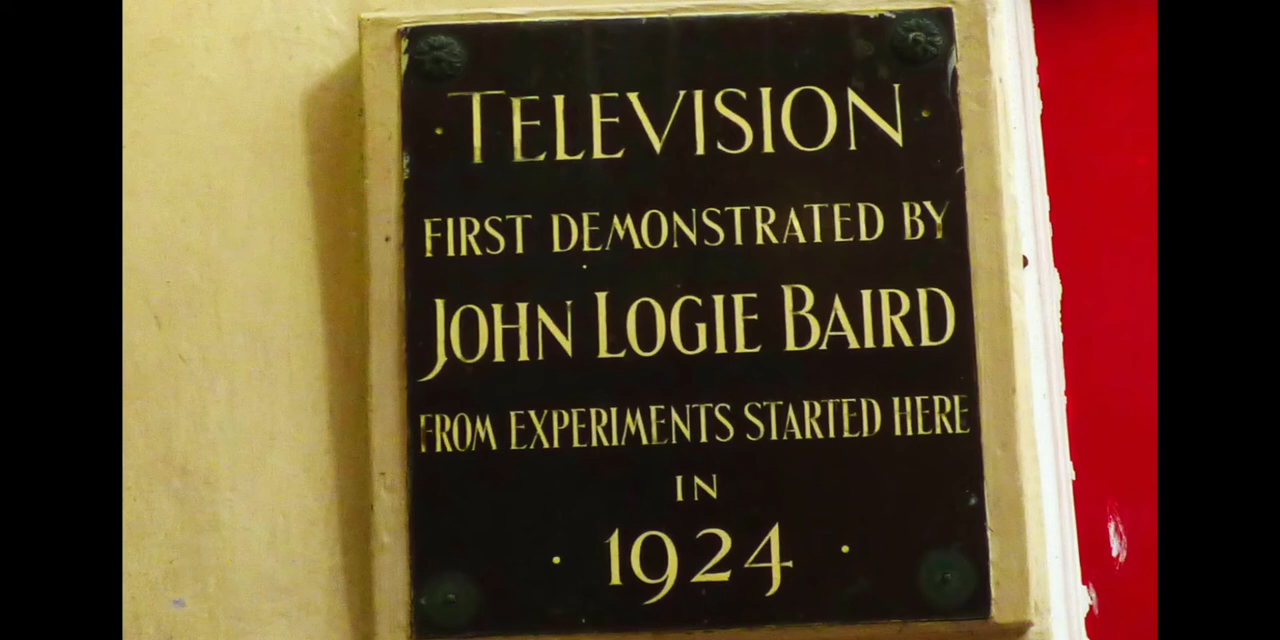 TELEVISION
FIRST DEMONSTRATED BY
JOHN LOGIE BAIRD
FROM EXPERIMENTS STARTED HERE
IN
· 1924 ·